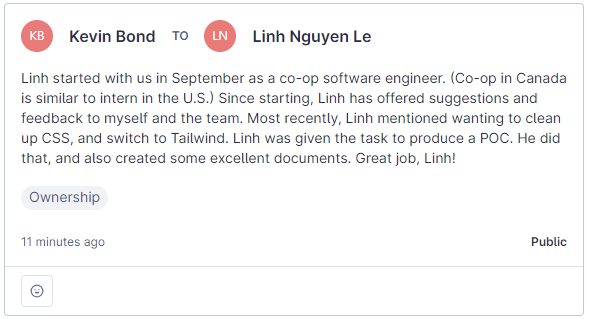 KB Kevin Bond TO LN Linh Nguyen Le
Linh started with us in September as a co-op software engineer. (Co-op in Canada
is similar to intern in the U.S.) Since starting, Linh has offered suggestions and
feedback to myself and the team. Most recently, Linh mentioned wanting to clean
up CSS, and switch to Tailwind. Linh was given the task to produce a POC. He did
that, and also created some excellent documents. Great job, Linh!
Ownership
11 minutes ago Public